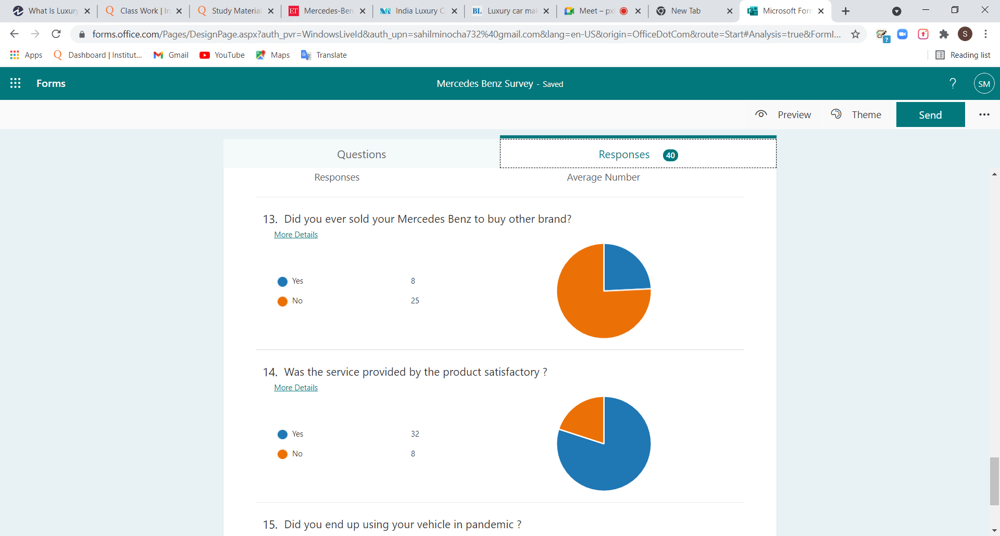 What Is Luxury
Class Work | In
Study Material
ET Mercedes-Ben
India Luxury C
BL Luxury car mak
Meet – px
New Tab
Microsoft Form
forms.office.com/Pages/DesignPage.aspx?auth_pvr=WindowsLiveId&auth_upn=sahilminocha732%40gmail.com&lang=en-US&origin=OfficeDotCom&route=Start#Analysis=true&FormI...
?
S
Apps
Dashboard | Institut...
Gmail
YouTube
Maps
Translate
Reading list
Forms
Mercedes Benz Survey - Saved
?
SM
Preview
Theme
Send
Questions
Responses 40
Responses
Average Number
13. Did you ever sold your Mercedes Benz to buy other brand?
More Details
Yes 8
No 25
14. Was the service provided by the product satisfactory ?
More Details
Yes 32
No 8
15. Did you end up using your vehicle in pandemic ?